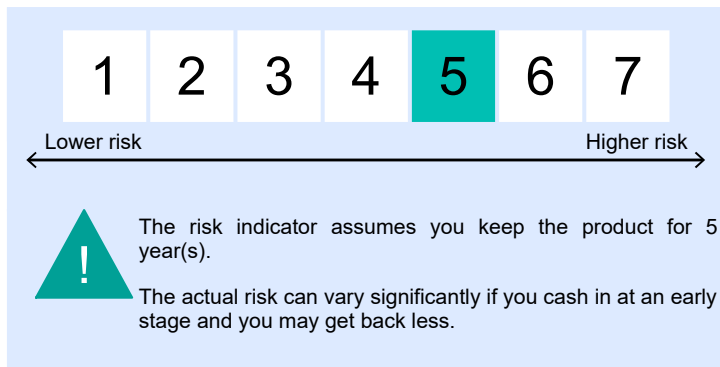 1 2 3 4 5 6 7
Lower risk Higher risk
! The risk indicator assumes you keep the product for 5
year(s).
The actual risk can vary significantly if you cash in at an early
stage and you may get back less.